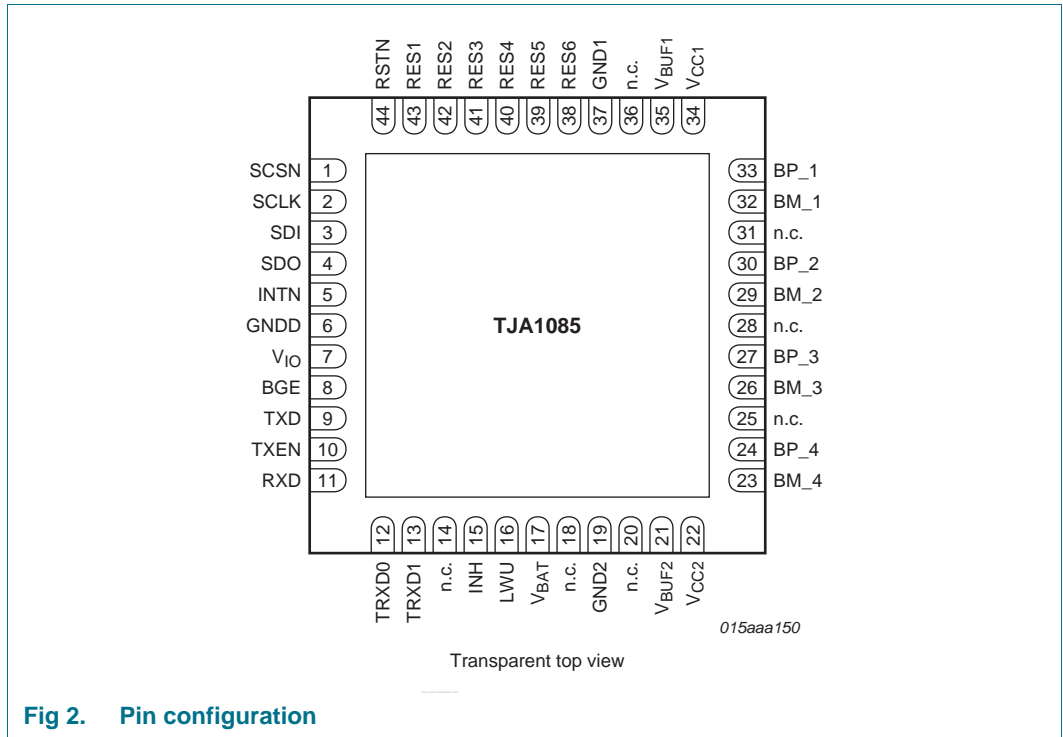 RSTN RES1 RES2 RES3 RES4 RES5 RES6 GND1 n.c. VBUF1 VCC1
44 43 42 41 40 39 38 37 36 35 34
SCSN 1
SCLK 2
SDI 3
SDO 4
INTN 5
GNDD 6
VIO 7
BGE 8
TXD 9
TXEN 10
RXD 11
TJA1085
33 BP_1
32 BM_1
31 n.c.
30 BP_2
29 BM_2
28 n.c.
27 BP_3
26 BM_3
25 n.c.
24 BP_4
23 BM_4
12 13 14 15 16 17 18 19 20 21 22
TRXD0 TRXD1 n.c. INH LWU VBAT n.c. GND2 n.c. VBUF2 VCC2
015aaa150
Transparent top view
Fig 2. Pin configuration